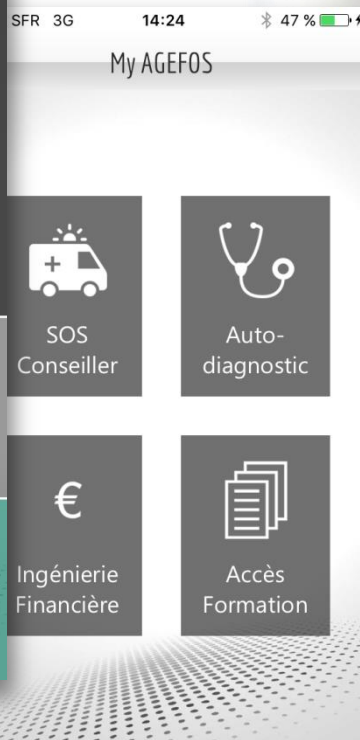 SFR 3G 14:24 47 %
My AGEFOS
SOS
Conseiller
Auto-
diagnostic
€
Ingénierie
Financière
Accès
Formation